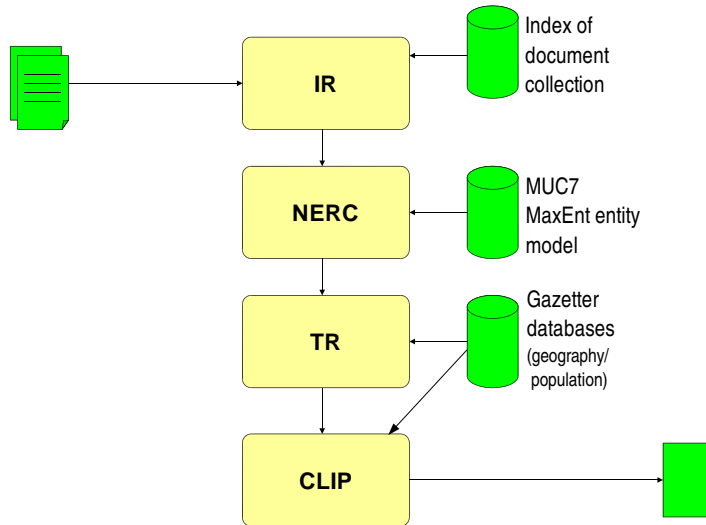 Index of
document
collection
IR
MUC7
MaxEnt entity
model
NERC
Gazetter
databases
(geography/
population)
TR
CLIP